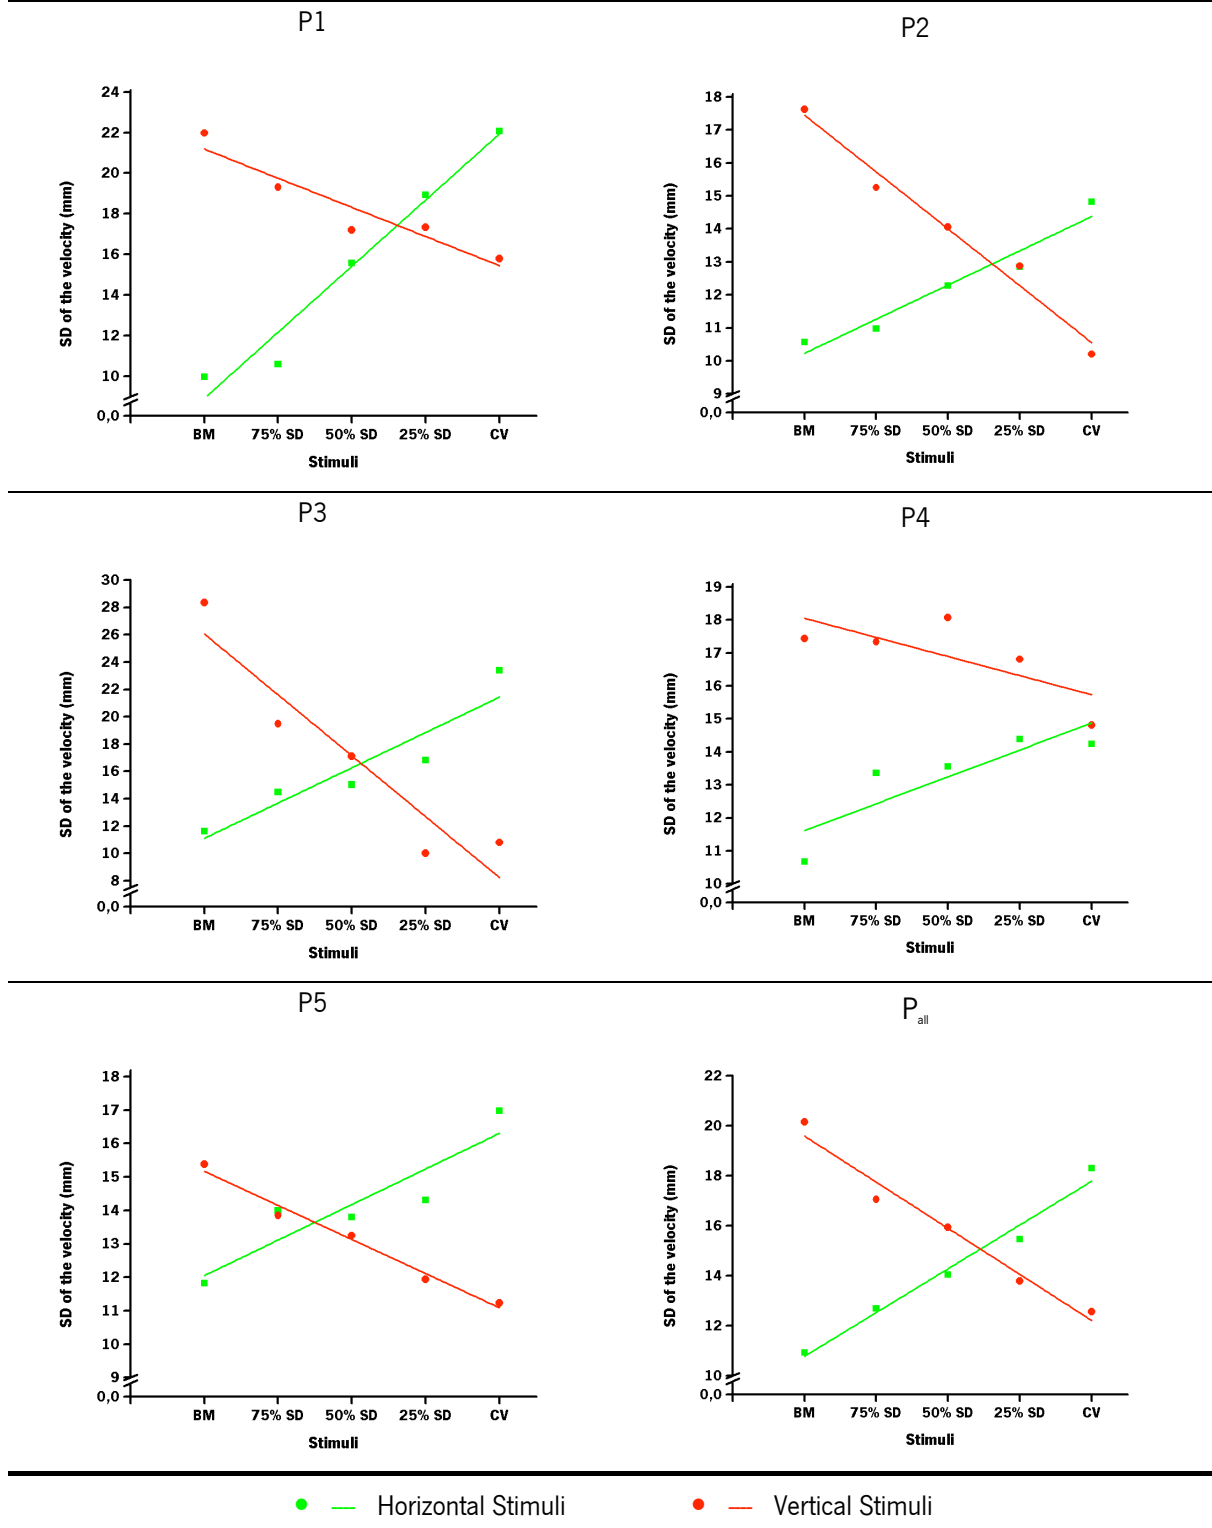 P1
P2
24
22
20
18
16
14
12
10
0,0
SD of the velocity (mm)
BM 75% SD 50% SD 25% SD CV
Stimuli
18
17
16
15
14
13
12
11
10
9
0,0
SD of the velocity (mm)
BM 75% SD 50% SD 25% SD CV
Stimuli
P3
P4
30
28
26
24
22
20
18
16
14
12
10
8
0,0
SD of the velocity (mm)
BM 75% SD 50% SD 25% SD CV
Stimuli
19
18
17
16
15
14
13
12
11
10
0,0
SD of the velocity (mm)
BM 75% SD 50% SD 25% SD CV
Stimuli
P5
Pall
18
17
16
15
14
13
12
11
10
9
0,0
SD of the velocity (mm)
BM 75% SD 50% SD 25% SD CV
Stimuli
22
20
18
16
14
12
10
0,0
SD of the velocity (mm)
BM 75% SD 50% SD 25% SD CV
Stimuli
Horizontal Stimuli
Vertical Stimuli